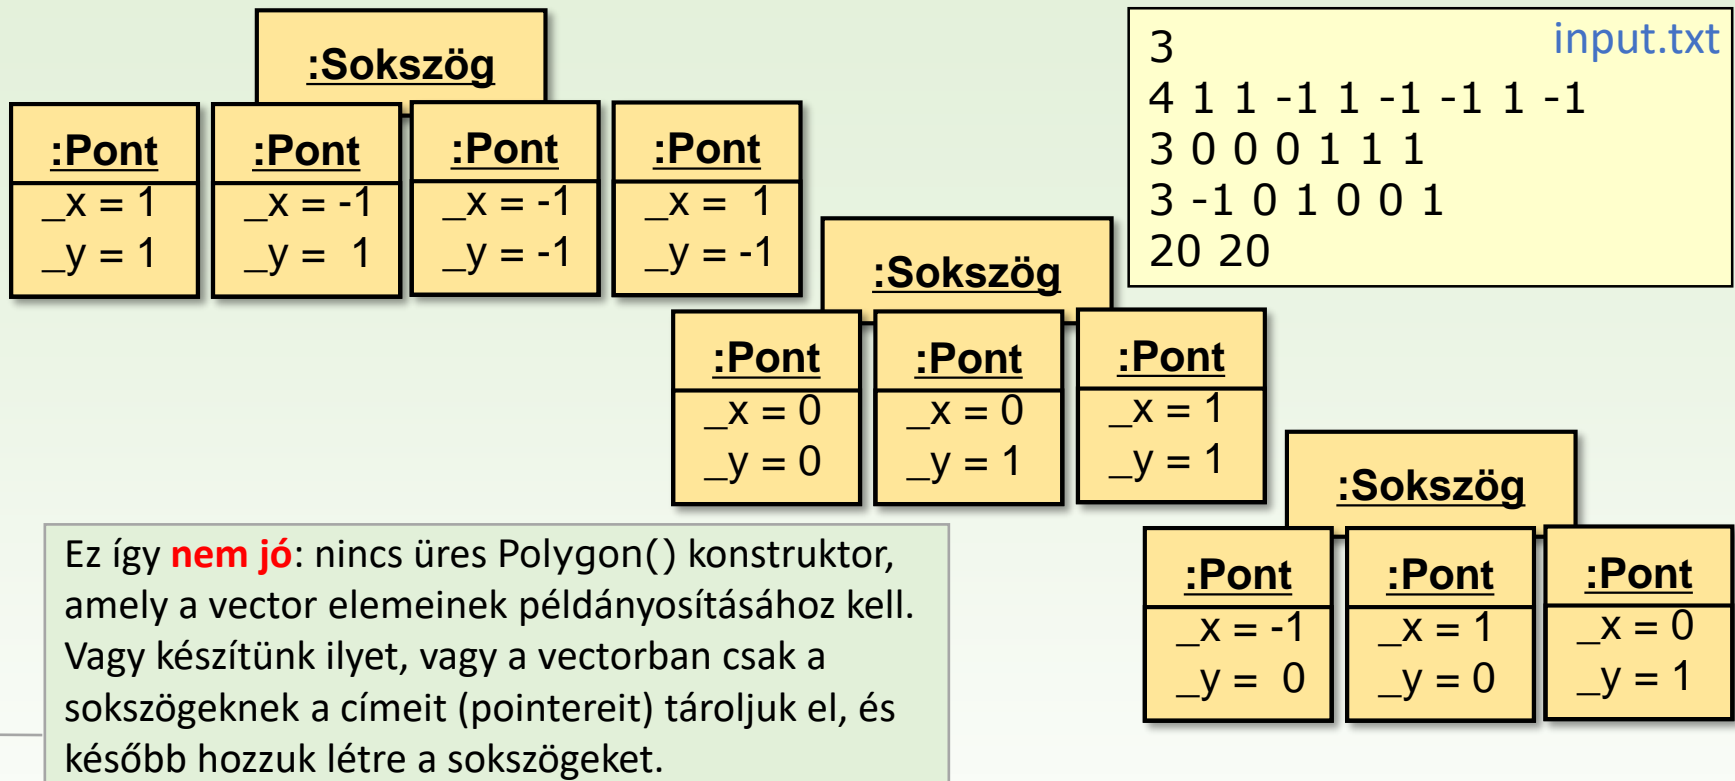 :Sokszög
:Pont :Pont :Pont :Pont
_x = 1 _x = -1 _x = -1 _x = 1
_y = 1 _y = 1 _y = -1 _y = -1
input.txt
3
4 1 1 -1 1 -1 -1 1 -1
3 0 0 0 1 1 1
3 -1 0 1 0 0 1
20 20
:Sokszög
:Pont :Pont :Pont
_x = 0 _x = 0 _x = 1
_y = 0 _y = 1 _y = 1
:Sokszög
:Pont :Pont :Pont
_x = -1 _x = 1 _x = 0
_y = 0 _y = 0 _y = 1
Ez így nem jó: nincs üres Polygon() konstruktor,
amely a vector elemeinek példányosításához kell.
Vagy készítünk ilyet, vagy a vectorban csak a
sokszögeknek a címeit (pointereit) tároljuk el, és
később hozzuk létre a sokszögeket.